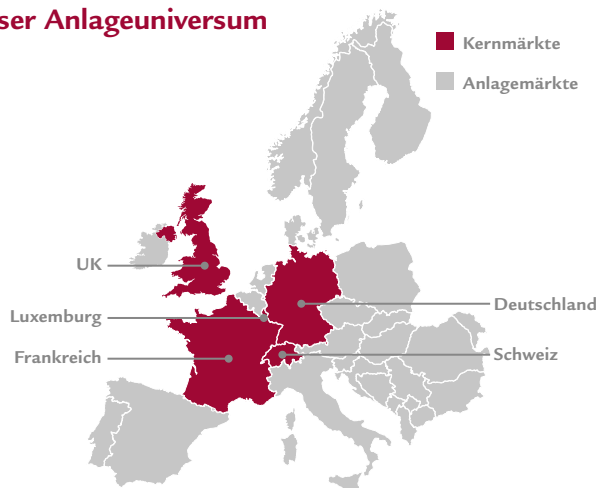 ser Anlageuniversum
Kernmärkte
Anlagemärkte
UK
Luxemburg
Frankreich
Deutschland
Schweiz